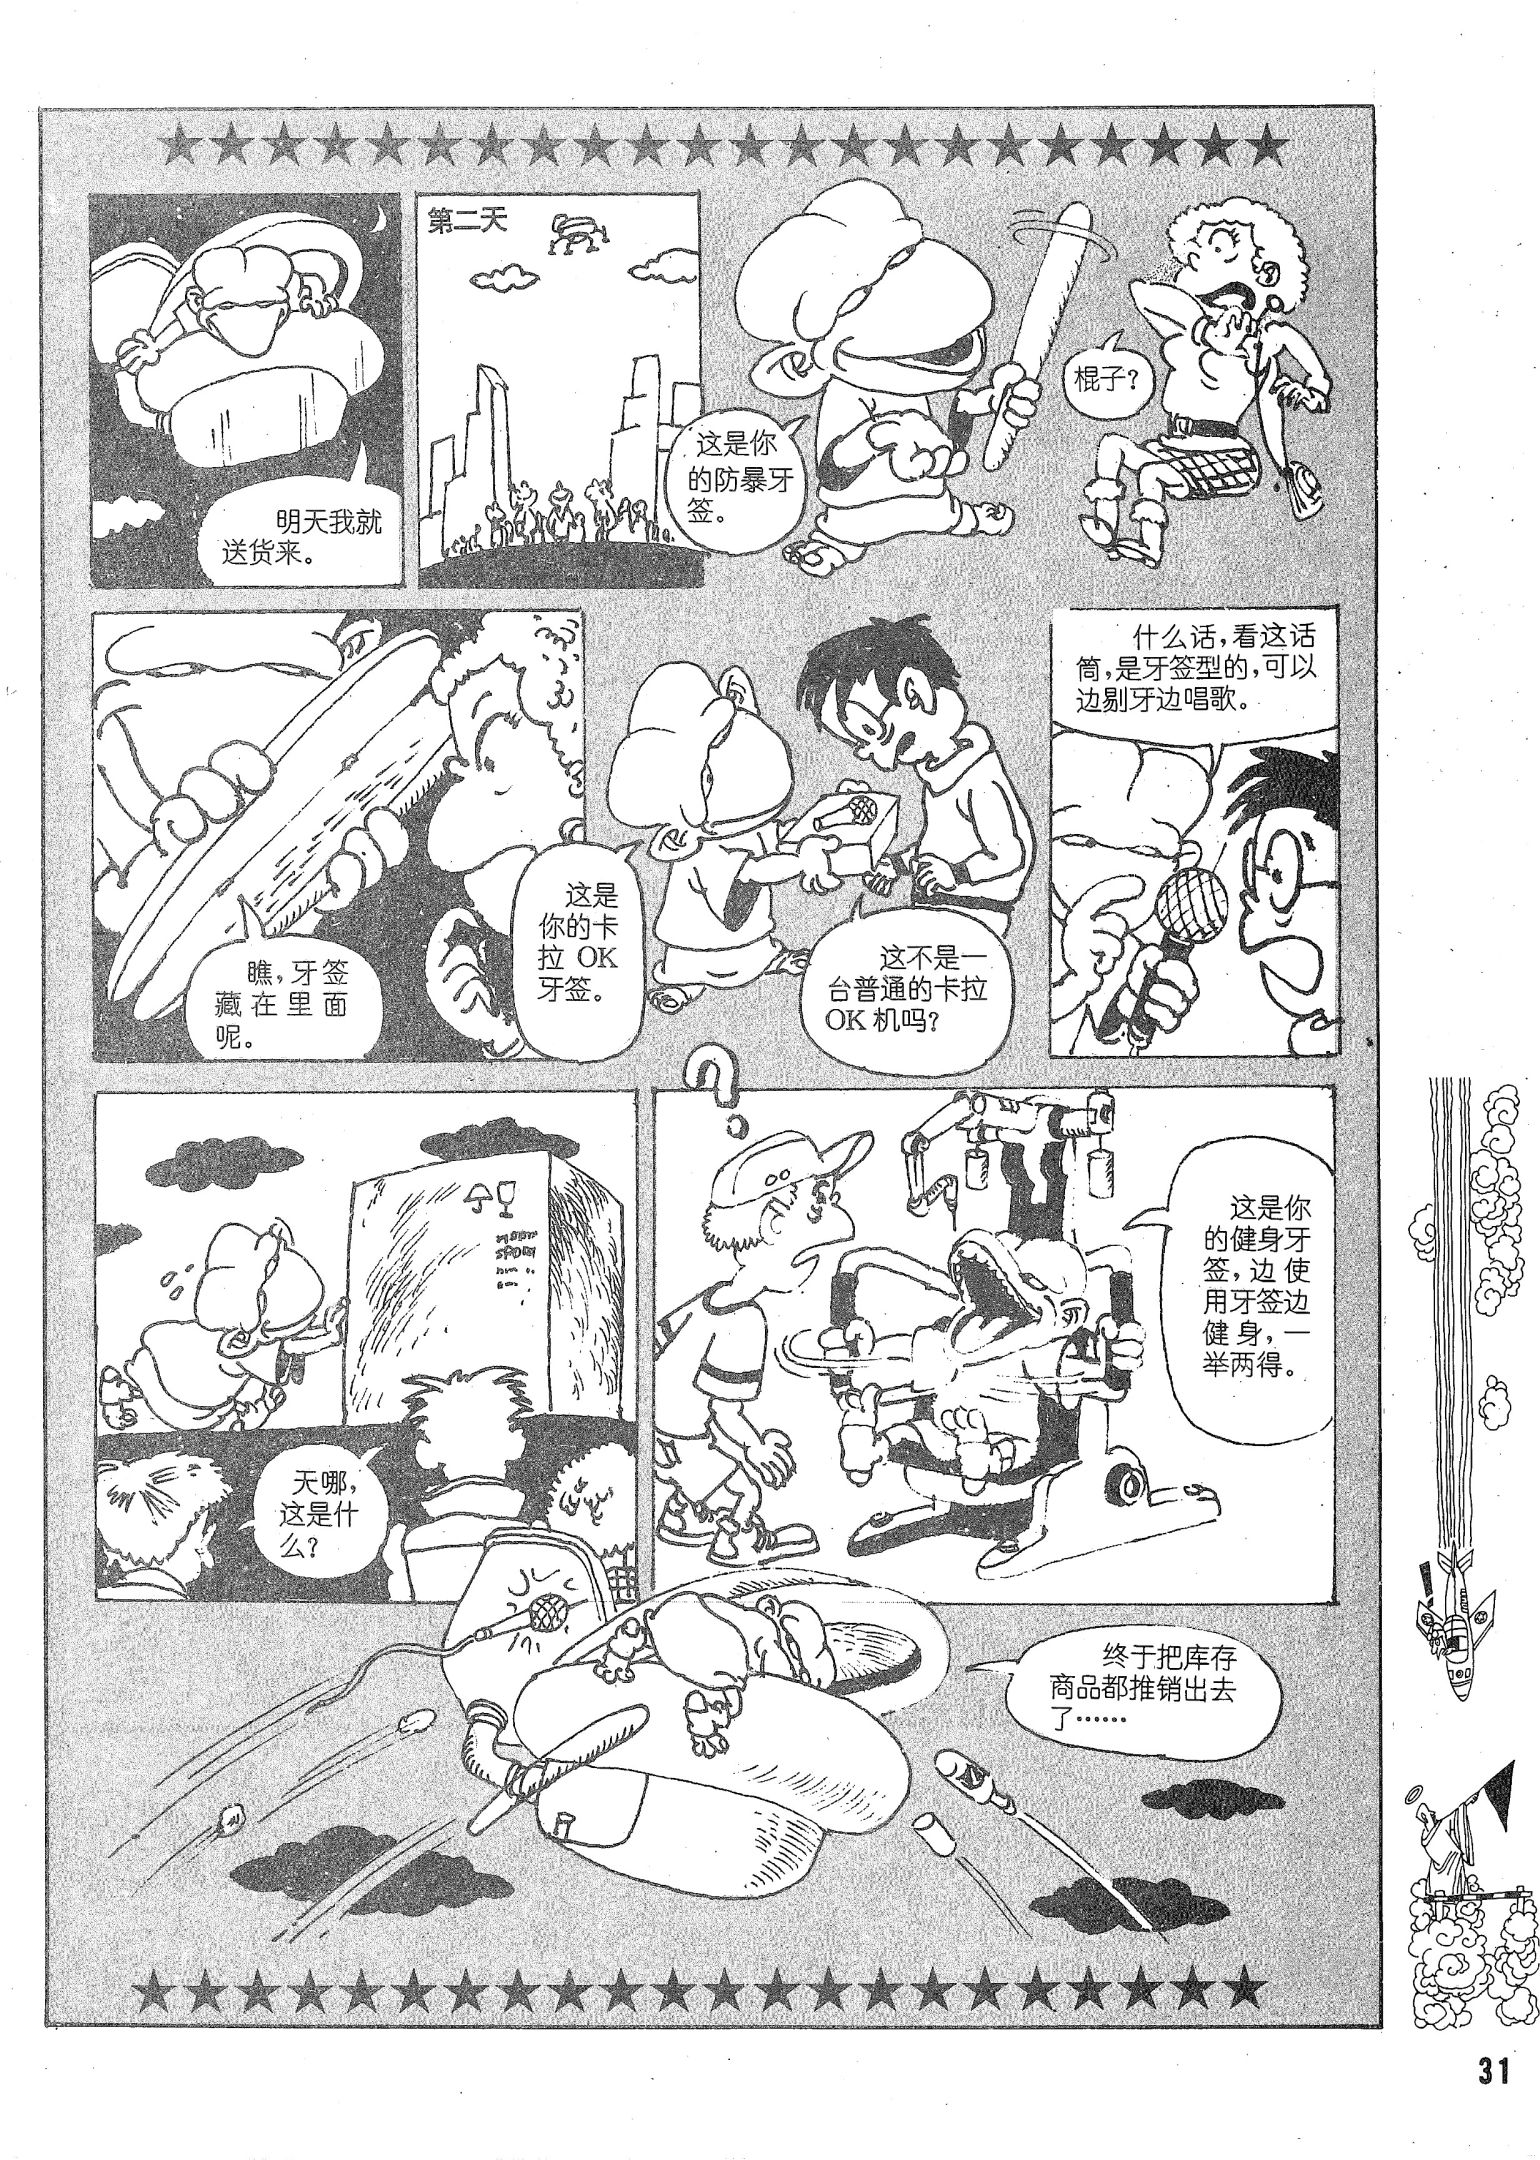 明天我就
送货来。
第二天
这是你
的防暴牙
签。
棍子?
瞧,牙签
藏在里面
呢。
这是
你的卡
拉 OK
牙签。
这不是一
台普通的卡拉
OK 机吗?
什么话,看这话
筒,是牙签型的,可以
边剔牙边唱歌。
天哪,
这是什
么?
?
这是你
的健身牙
签,边使
用牙签边
健身,一
举两得。
终于把库存
商品都推销出去
了……
31